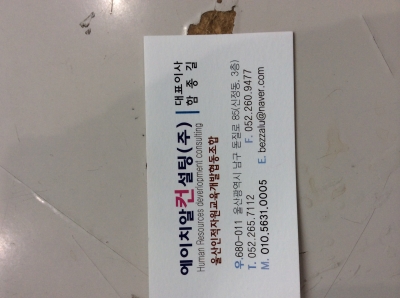 에이치알컨설팅(주)
Human Resources development consulting
대표이사
함 종 길
울산인적자원교육개발협동조합
우.680-011 울산광역시 남구 돋질로 85(신정동, 3층)
T. 052.265.7112 F. 052.260.9477
M. 010.5631.0005 E. bezzalu@naver.com